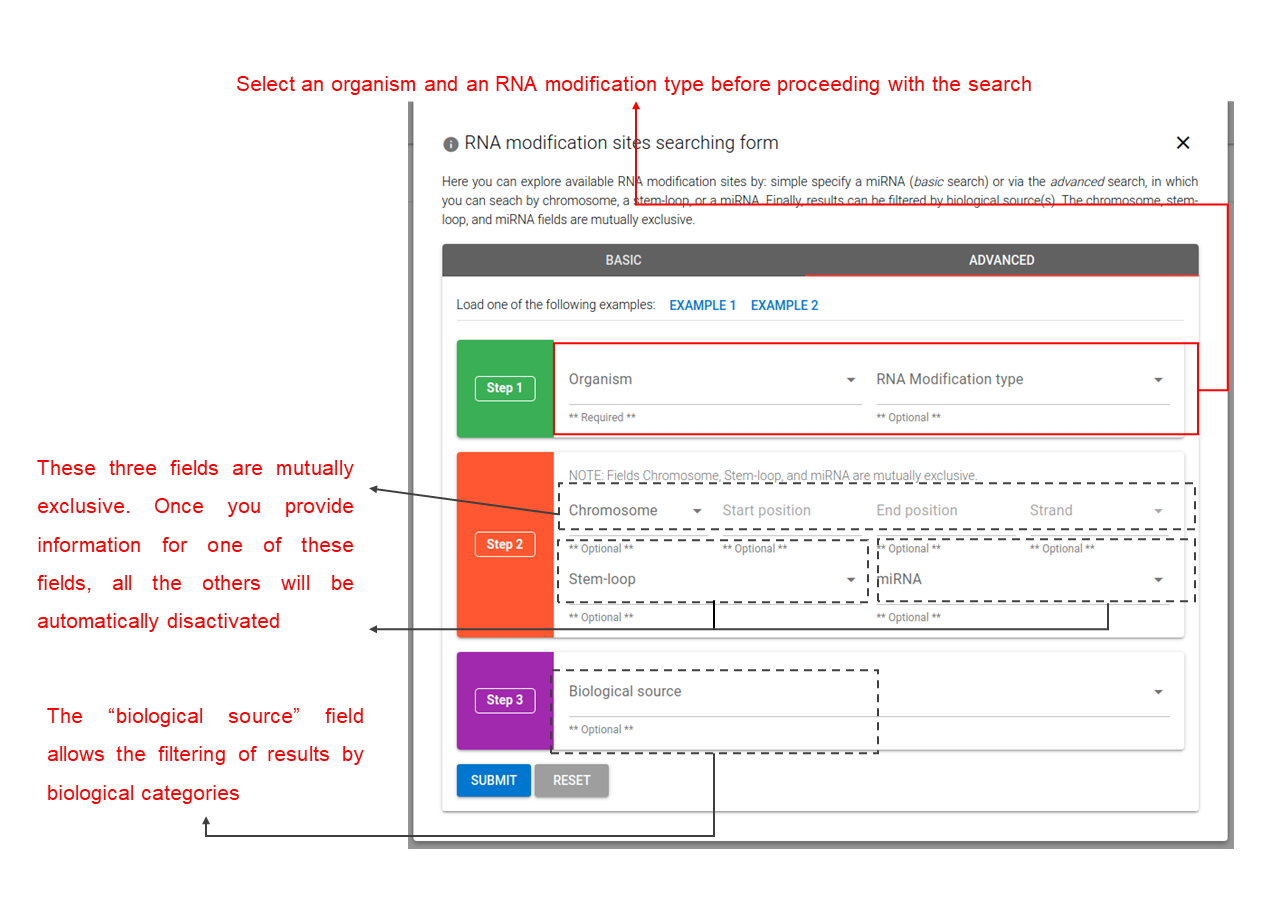 Select an organism and an RNA modification type before proceeding with the search
RNA modification sites searching form
Here you can explore available RNA modification sites by: simple specify a miRNA (basic search) or via the advanced search, in which
you can seach by chromosome, a stem-loop, or a miRNA. Finally, results can be filtered by biological source(s). The chromosome, stem-
loop, and miRNA fields are mutually exclusive.
BASIC ADVANCED
Load one of the following examples: EXAMPLE 1 EXAMPLE 2
Step 1
Organism RNA Modification type
** Required ** ** Optional **
These three fields are mutually
exclusive. Once you provide
information for one of these
fields, all the others will be
automatically disactivated
NOTE: Fields Chromosome, Stem-loop, and miRNA are mutually exclusive.
Step 2
Chromosome Start position End position Strand
** Optional ** ** Optional ** ** Optional ** ** Optional **
Stem-loop miRNA
** Optional ** ** Optional **
The “biological source” field
allows the filtering of results by
biological categories
Step 3
Biological source
** Optional **
SUBMIT RESET